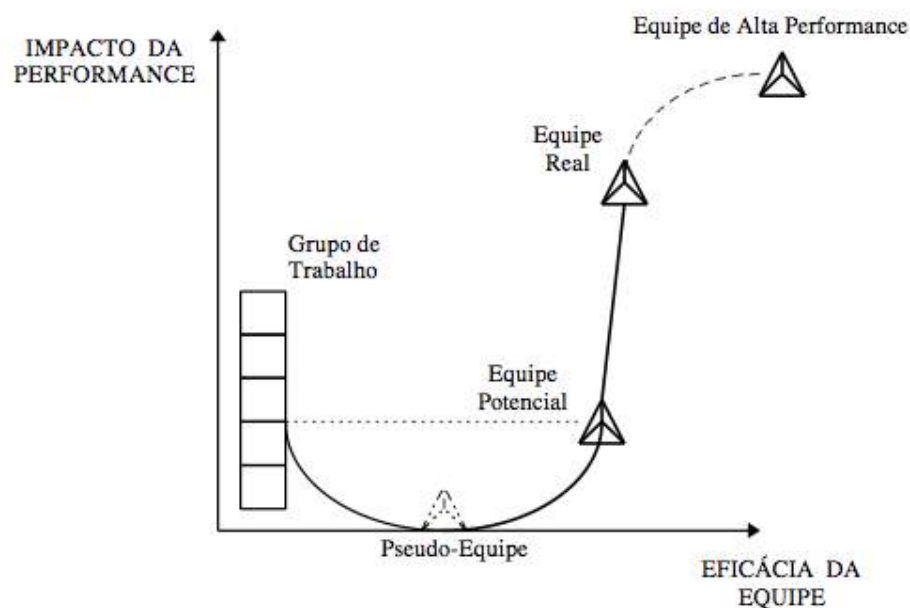 Equipe de Alta Performance
IMPACTO DA
PERFORMANCE
Equipe
Real
Grupo de
Trabalho
Equipe
Potencial
Pseudo-Equipe
EFICÁCIA DA
EQUIPE